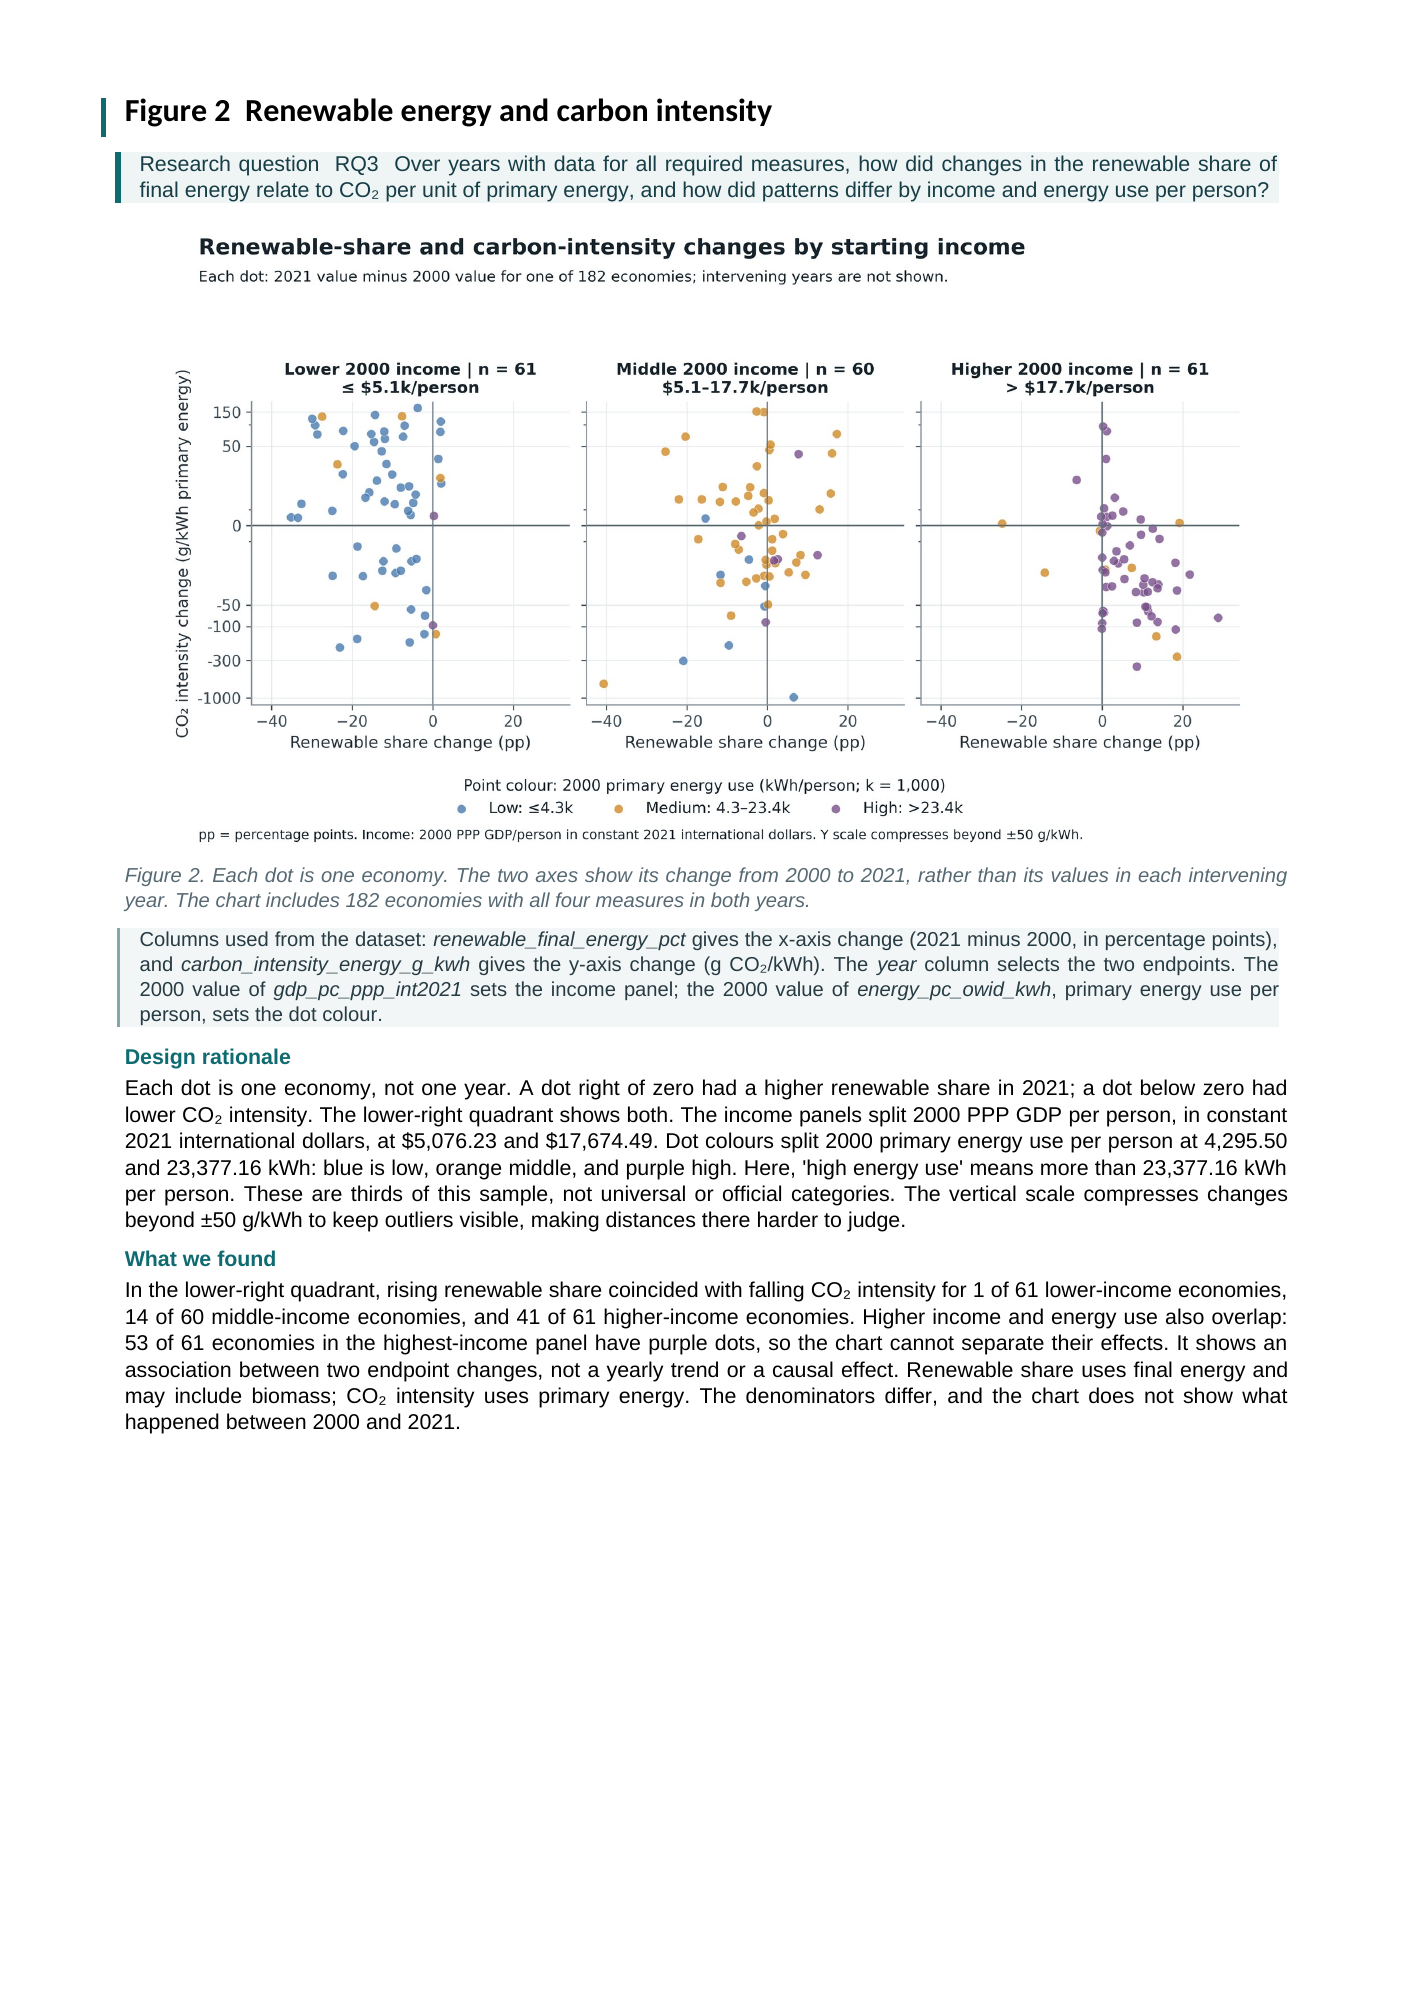 Figure 2  Renewable energy and carbon intensity
Research question  RQ3  Over years with data for all required measures, how did changes in the renewable share of
final energy relate to CO₂ per unit of primary energy, and how did patterns differ by income and energy use per person?
Renewable-share and carbon-intensity changes by starting income
Each dot: 2021 value minus 2000 value for one of 182 economies; intervening years are not shown.
Lower 2000 income | n = 61
≤ $5.1k/person
Middle 2000 income | n = 60
$5.1–17.7k/person
Higher 2000 income | n = 61
> $17.7k/person
CO₂ intensity change (g/kWh primary energy)
150
50
0
-50
-100
-300
-1000
−40 −20 0 20
−40 −20 0 20
−40 −20 0 20
Renewable share change (pp)
Renewable share change (pp)
Renewable share change (pp)
Point colour: 2000 primary energy use (kWh/person; k = 1,000)
Low: ≤4.3k Medium: 4.3–23.4k High: >23.4k
pp = percentage points. Income: 2000 PPP GDP/person in constant 2021 international dollars. Y scale compresses beyond ±50 g/kWh.
Figure 2. Each dot is one economy. The two axes show its change from 2000 to 2021, rather than its values in each intervening
year. The chart includes 182 economies with all four measures in both years.
Columns used from the dataset: renewable_final_energy_pct gives the x-axis change (2021 minus 2000, in percentage points),
and carbon_intensity_energy_g_kwh gives the y-axis change (g CO₂/kWh). The year column selects the two endpoints. The
2000 value of gdp_pc_ppp_int2021 sets the income panel; the 2000 value of energy_pc_owid_kwh, primary energy use per
person, sets the dot colour.
Design rationale
Each dot is one economy, not one year. A dot right of zero had a higher renewable share in 2021; a dot below zero had
lower CO₂ intensity. The lower-right quadrant shows both. The income panels split 2000 PPP GDP per person, in constant
2021 international dollars, at $5,076.23 and $17,674.49. Dot colours split 2000 primary energy use per person at 4,295.50
and 23,377.16 kWh: blue is low, orange middle, and purple high. Here, 'high energy use' means more than 23,377.16 kWh
per person. These are thirds of this sample, not universal or official categories. The vertical scale compresses changes
beyond ±50 g/kWh to keep outliers visible, making distances there harder to judge.
What we found
In the lower-right quadrant, rising renewable share coincided with falling CO₂ intensity for 1 of 61 lower-income economies,
14 of 60 middle-income economies, and 41 of 61 higher-income economies. Higher income and energy use also overlap:
53 of 61 economies in the highest-income panel have purple dots, so the chart cannot separate their effects. It shows an
association between two endpoint changes, not a yearly trend or a causal effect. Renewable share uses final energy and
may include biomass; CO₂ intensity uses primary energy. The denominators differ, and the chart does not show what
happened between 2000 and 2021.